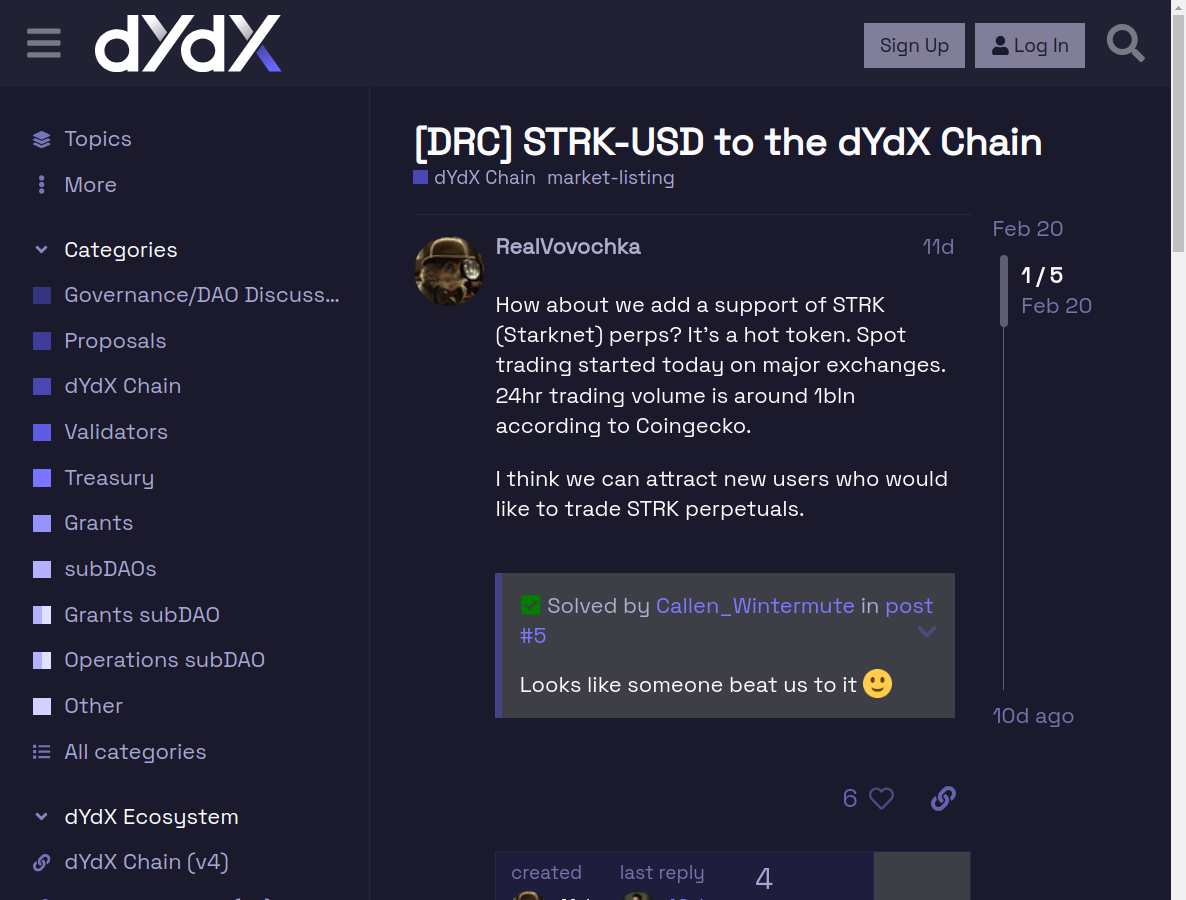 dYdX
Sign Up
Log In
Topics
More
Categories
Governance/DAO Discuss...
Proposals
dYdX Chain
Validators
Treasury
Grants
subDAOs
Grants subDAO
Operations subDAO
Other
All categories
dYdX Ecosystem
dYdX Chain (v4)
[DRC] STRK-USD to the dYdX Chain
dYdX Chain market-listing
RealVovochka 11d
How about we add a support of STRK
(Starknet) perps? It's a hot token. Spot
trading started today on major exchanges.
24hr trading volume is around 1bln
according to Coingecko.
I think we can attract new users who would
like to trade STRK perpetuals.
Solved by Callen_Wintermute in post
#5
Looks like someone beat us to it
6
created last reply 4
Feb 20
1 / 5
Feb 20
10d ago